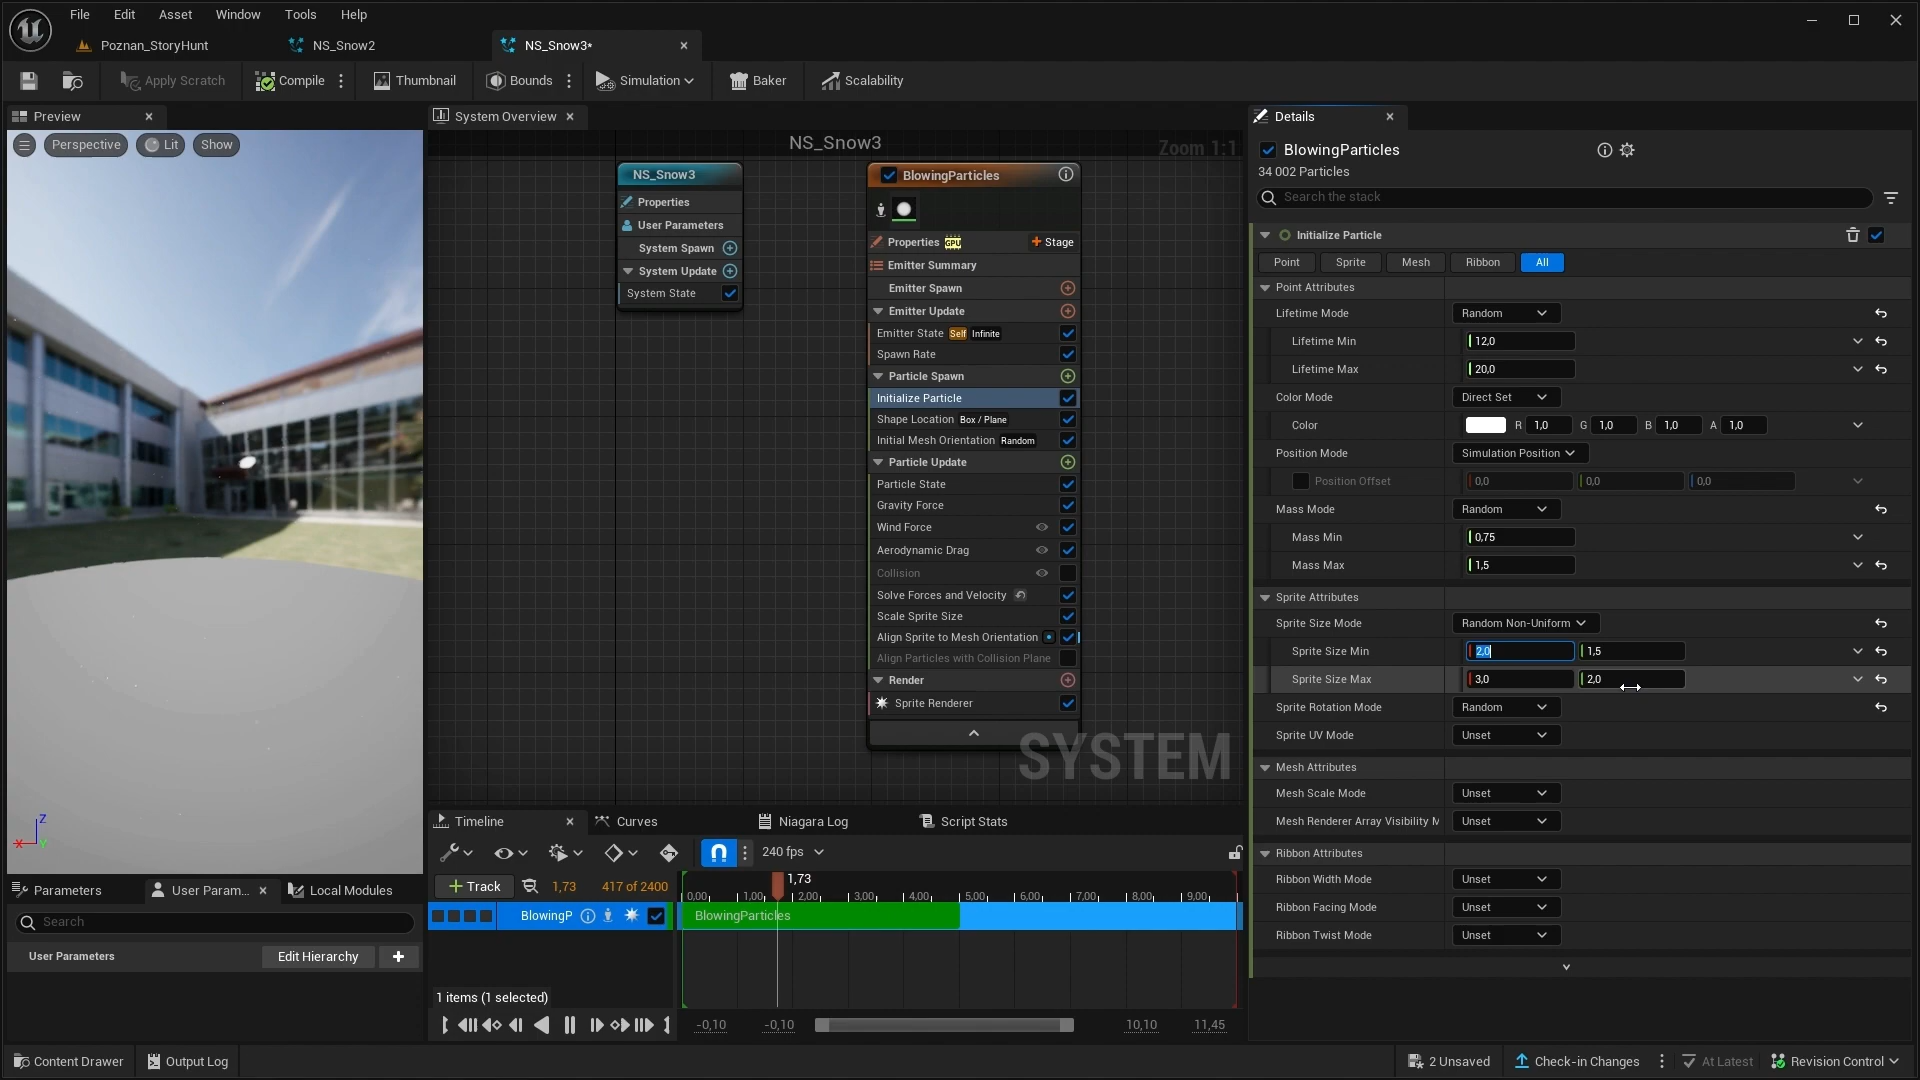 File Edit Asset Window Tools Help
Poznan_StoryHunt NS_Snow2 NS_Snow3*
Apply Scratch Compile Thumbnail Bounds Simulation Baker Scalability
Preview System Overview Details
Perspective Lit Show
NS_Snow3
Zoom 1:1
NS_Snow3
Properties
User Parameters
System Spawn
System Update
System State
BlowingParticles
Properties GPU Stage
Emitter Summary
Emitter Spawn
Emitter Update
Emitter State Self Infinite
Spawn Rate
Particle Spawn
Initialize Particle
Shape Location Box / Plane
Initial Mesh Orientation Random
Particle Update
Particle State
Gravity Force
Wind Force
Aerodynamic Drag
Collision
Solve Forces and Velocity
Scale Sprite Size
Align Sprite to Mesh Orientation
Align Particles with Collision Plane
Render
Sprite Renderer
SYSTEM
BlowingParticles
34 002 Particles
Search the stack
Initialize Particle
Point Sprite Mesh Ribbon All
Point Attributes
Lifetime Mode Random
Lifetime Min 12,0
Lifetime Max 20,0
Color Mode Direct Set
Color R 1,0 G 1,0 B 1,0 A 1,0
Position Mode Simulation Position
Position Offset 0,0 0,0 0,0
Mass Mode Random
Mass Min 0,75
Mass Max 1,5
Sprite Attributes
Sprite Size Mode Random Non-Uniform
Sprite Size Min 2,0 1,5
Sprite Size Max 3,0 2,0
Sprite Rotation Mode Random
Sprite UV Mode Unset
Mesh Attributes
Mesh Scale Mode Unset
Mesh Renderer Array Visibility M Unset
Ribbon Attributes
Ribbon Width Mode Unset
Ribbon Facing Mode Unset
Ribbon Twist Mode Unset
Z
X Y
Parameters User Param... Local Modules
Search
User Parameters Edit Hierarchy
Timeline Curves Niagara Log Script Stats
240 fps
Track 1,73 417 of 2400
1,73
0,00 1,00 2,00 3,00 4,00 5,00 6,00 7,00 8,00 9,00
BlowingP BlowingParticles
1 items (1 selected)
-0,10 -0,10 10,10 11,45
Content Drawer Output Log 2 Unsaved Check-in Changes At Latest Revision Control